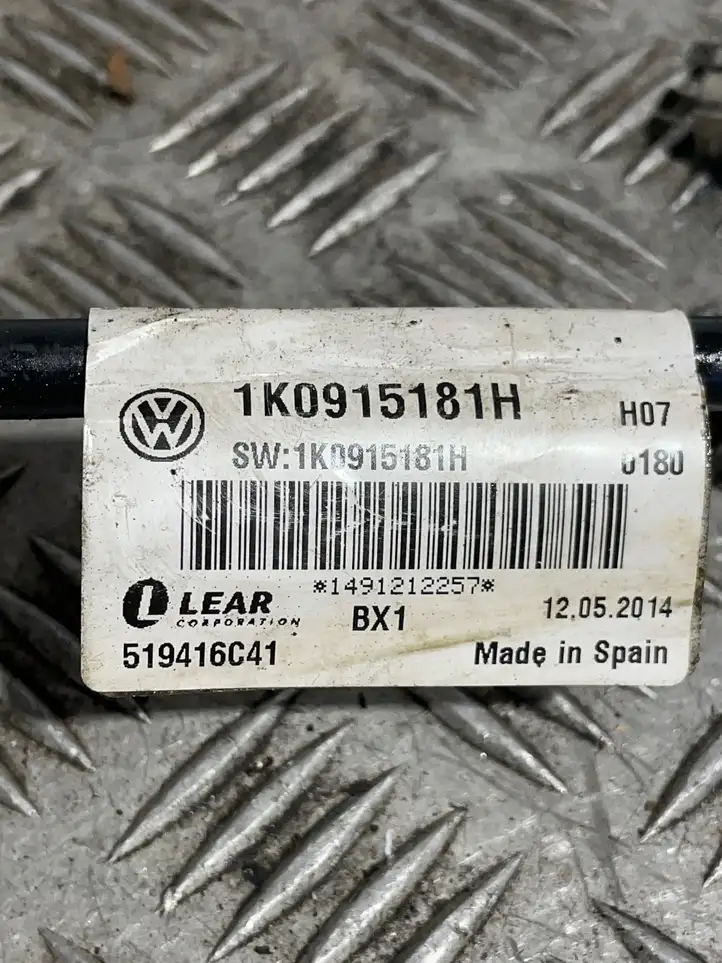 1K0915181H H07
SW:1K0915181H 0180
*1491212257*
LEAR
CORPORATION
BX1 12.05.2014
519416C41 Made in Spain